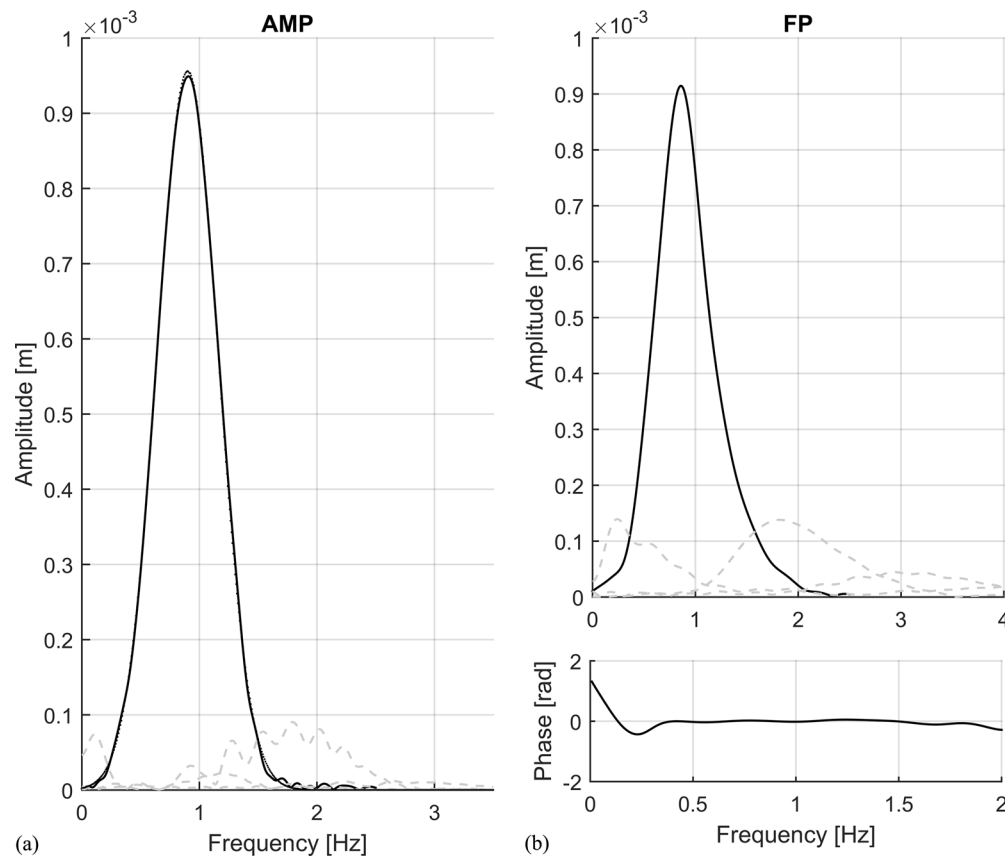 ×10⁻³ AMP
1
0.9
0.8
0.7
0.6
0.5
0.4
0.3
0.2
0.1
0
Amplitude [m]
0 1 2 3
(a) Frequency [Hz]
×10⁻³ FP
1
0.9
0.8
0.7
0.6
0.5
0.4
0.3
0.2
0.1
0
Amplitude [m]
0 1 2 3 4
2
0
-2
Phase [rad]
0 0.5 1 1.5 2
(b) Frequency [Hz]